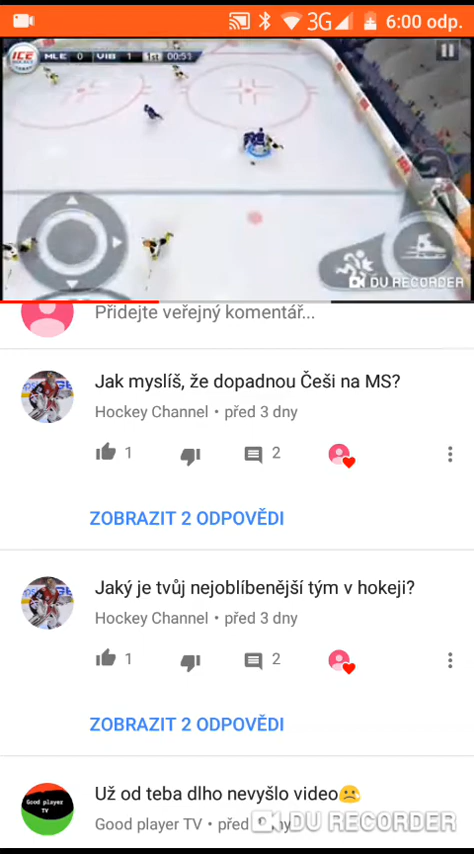 3G 6:00 odp.
ICE
MLE 0 VIB 1 1st 00:51
DU RECORDER
Přidejte veřejný komentář...
Jak myslíš, že dopadnou Češi na MS?
Hockey Channel • před 3 dny
1 2
ZOBRAZIT 2 ODPOVĚDI
Jaký je tvůj nejoblíbenější tým v hokeji?
Hockey Channel • před 3 dny
1 2
ZOBRAZIT 2 ODPOVĚDI
Už od teba dlho nevyšlo video
Good player TV
Good player TV • před
DU RECORDER